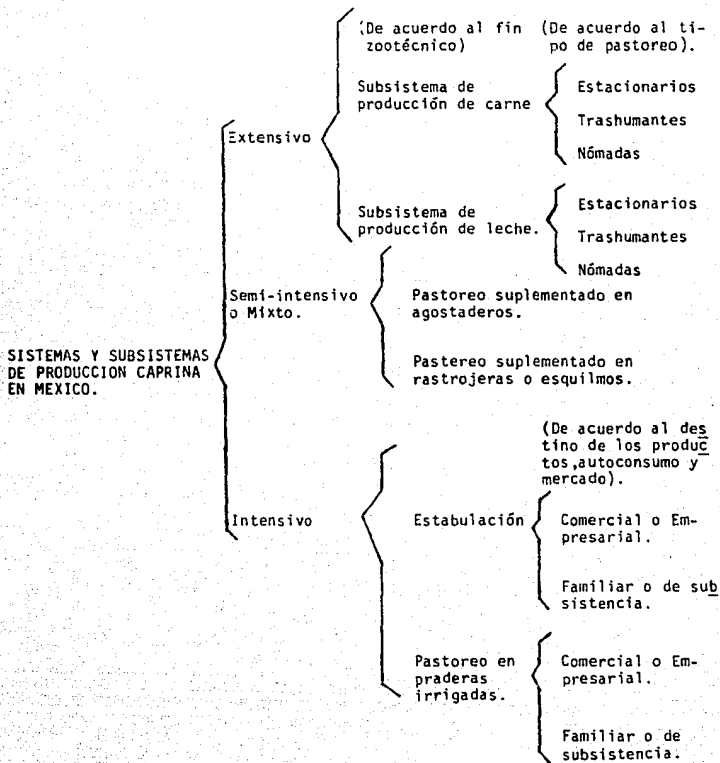 (De acuerdo al fin
zootécnico)
(De acuerdo al ti-
po de pastoreo).
Subsistema de
producción de carne
Estacionarios
Trashumantes
Nómadas
Extensivo
Subsistema de
producción de leche.
Estacionarios
Trashumantes
Nómadas
Semi-intensivo
o Mixto.
Pastoreo suplementado en
agostaderos.
Pastereo suplementado en
rastrojeras o esquilmos.
SISTEMAS Y SUBSISTEMAS
DE PRODUCCION CAPRINA
EN MEXICO.
(De acuerdo al des
tino de los produc
tos,autoconsumo y
mercado).
Intensivo
Estabulación
Comercial o Em-
presarial.
Familiar o de sub
sistencia.
Pastoreo en
praderas
irrigadas.
Comercial o Em-
presarial.
Familiar o de
subsistencia.